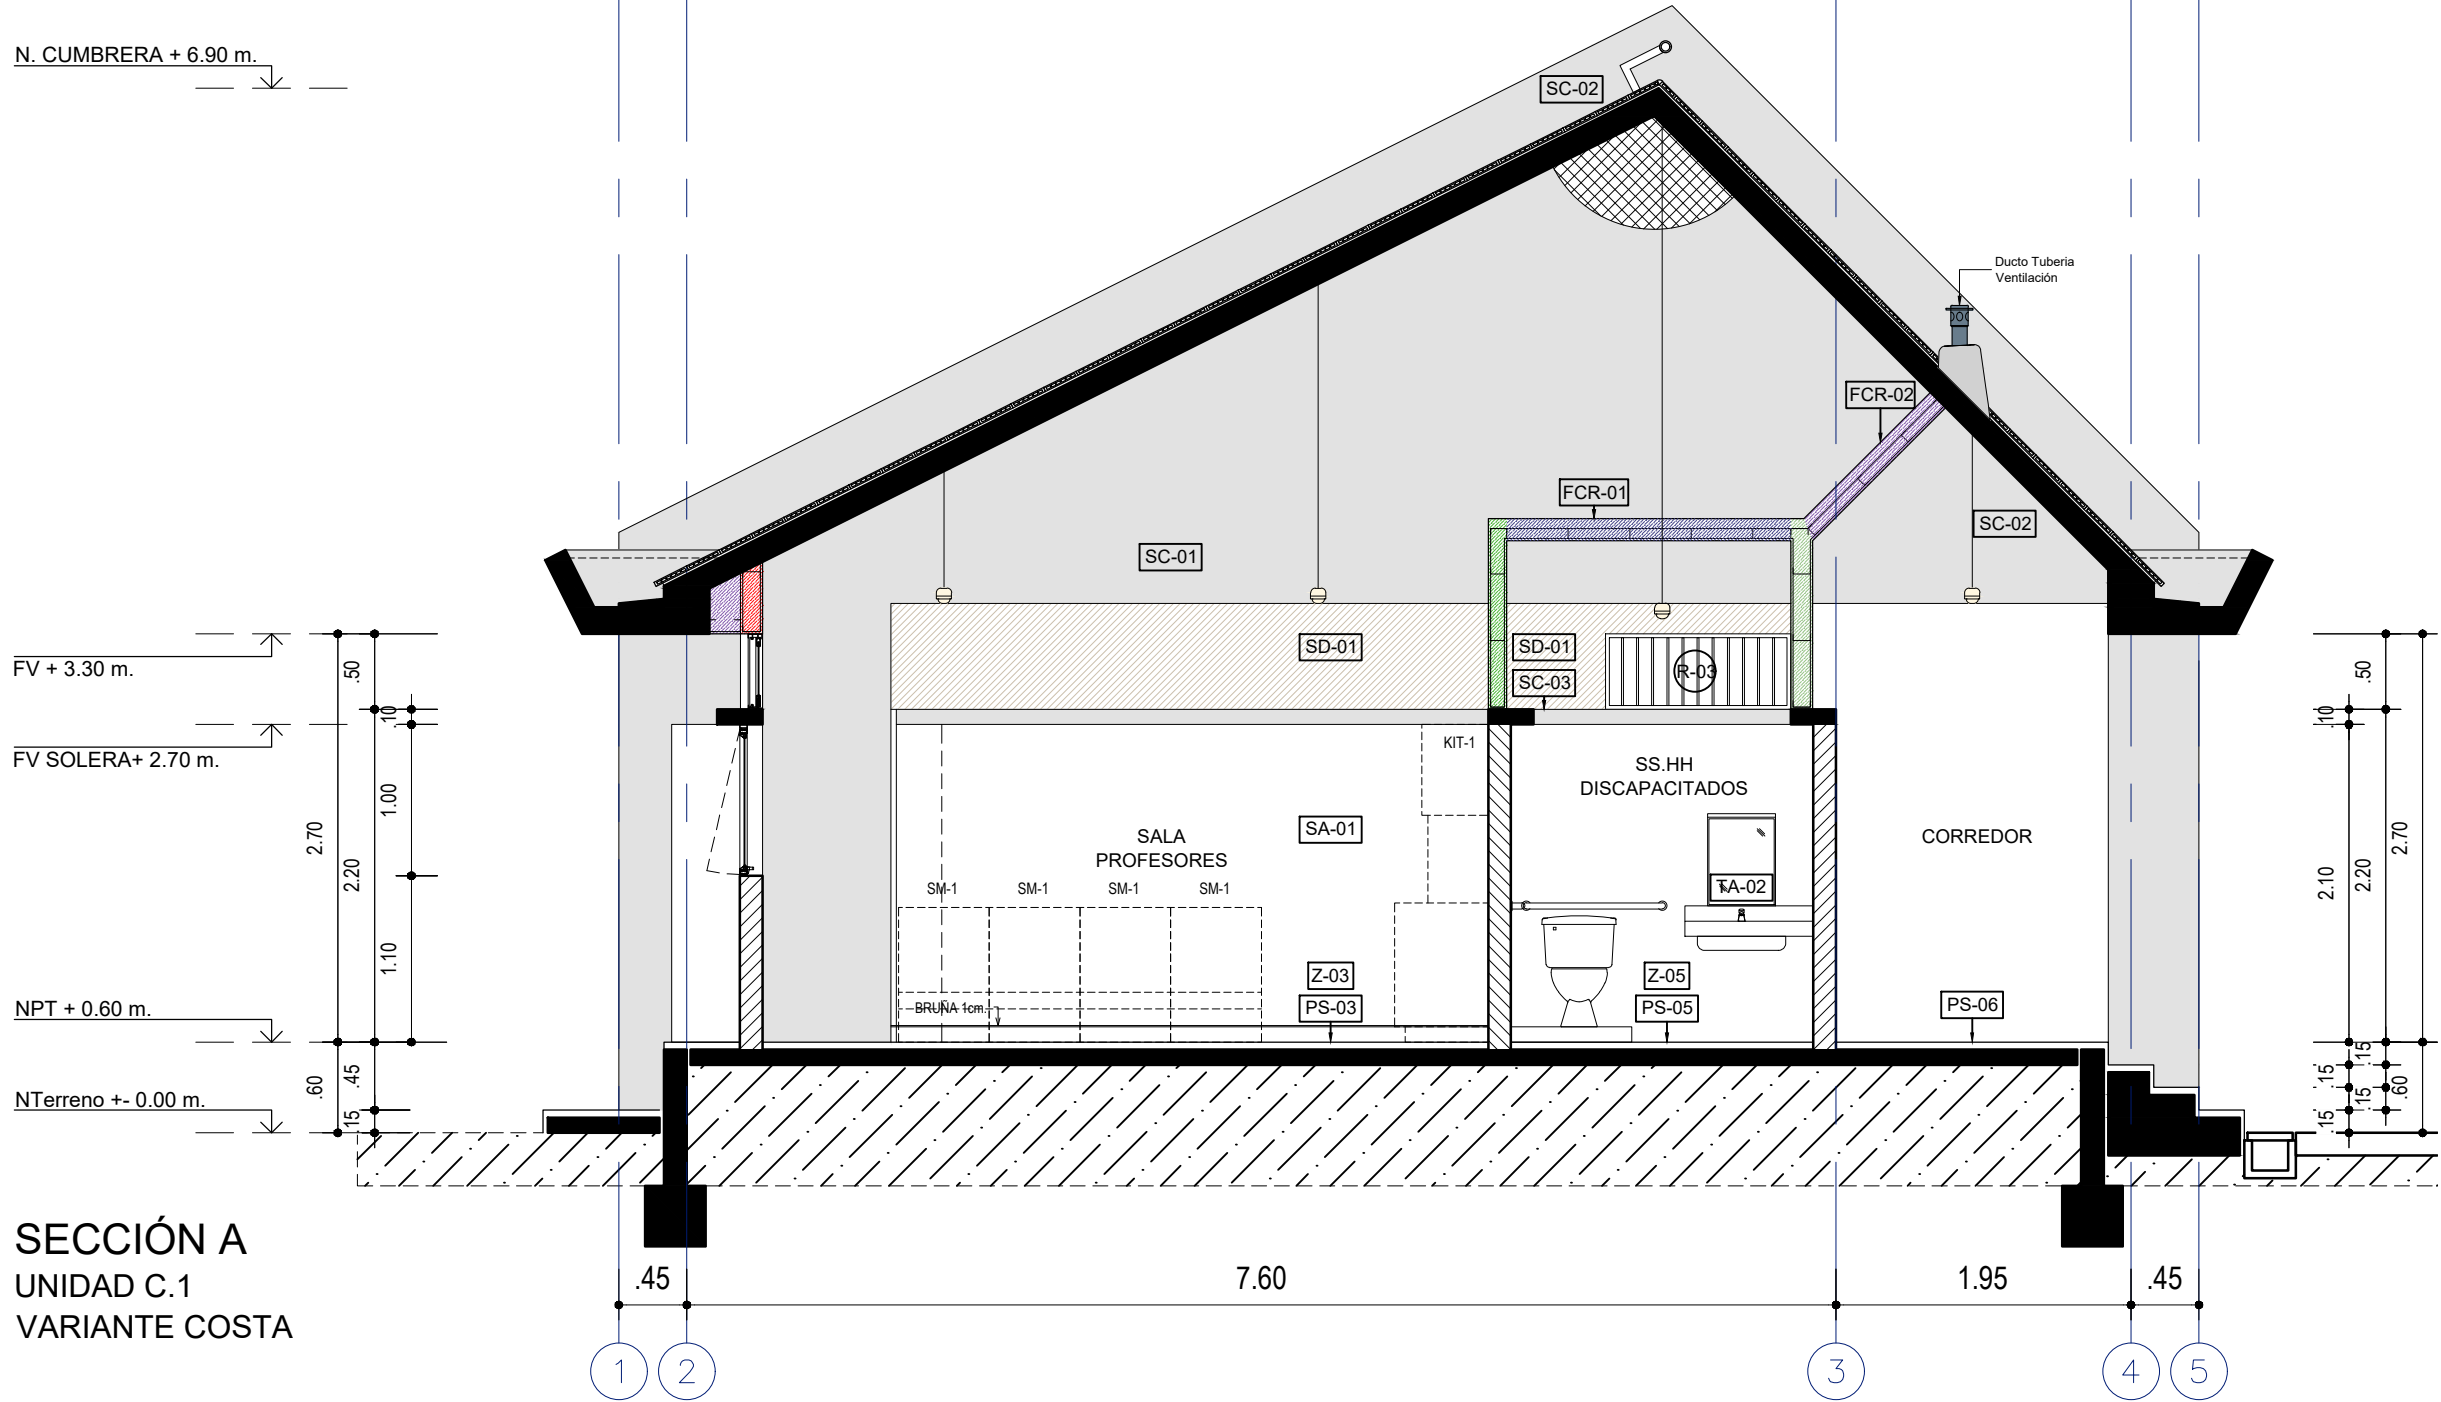 N. CUMBRERA + 6.90 m.
SC-02
Ducto Tuberia
Ventilación
FCR-02
FCR-01
SC-02
SC-01
SD-01
SD-01
SC-03
R-03
FV + 3.30 m.
FV SOLERA+ 2.70 m.
NPT + 0.60 m.
NTerreno +- 0.00 m.
2.70
.60
.50
2.20
.45
.15
.10
1.00
1.10
KIT-1
SS.HH
DISCAPACITADOS
SALA
PROFESORES
SA-01
CORREDOR
SM-1
SM-1
SM-1
SM-1
TA-02
Z-03
PS-03
Z-05
PS-05
PS-06
BRUÑA 1cm.
.10
2.10
.15
.15
.50
2.20
.15
.15
2.70
.60
SECCIÓN A
UNIDAD C.1
VARIANTE COSTA
.45
7.60
1.95
.45
1
2
3
4
5